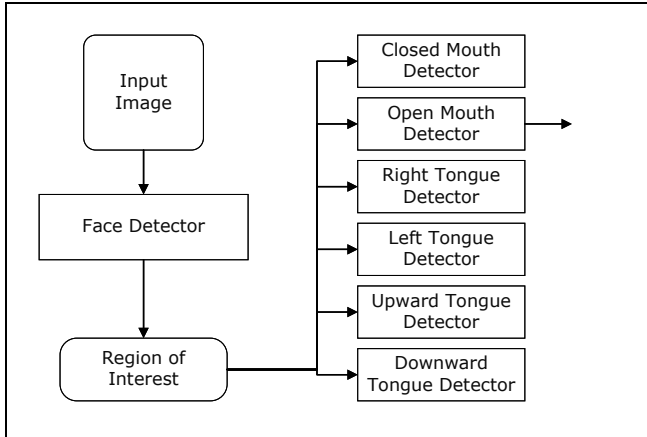 Input
Image
Face Detector
Region of
Interest
Closed Mouth
Detector
Open Mouth
Detector
Right Tongue
Detector
Left Tongue
Detector
Upward Tongue
Detector
Downward
Tongue Detector